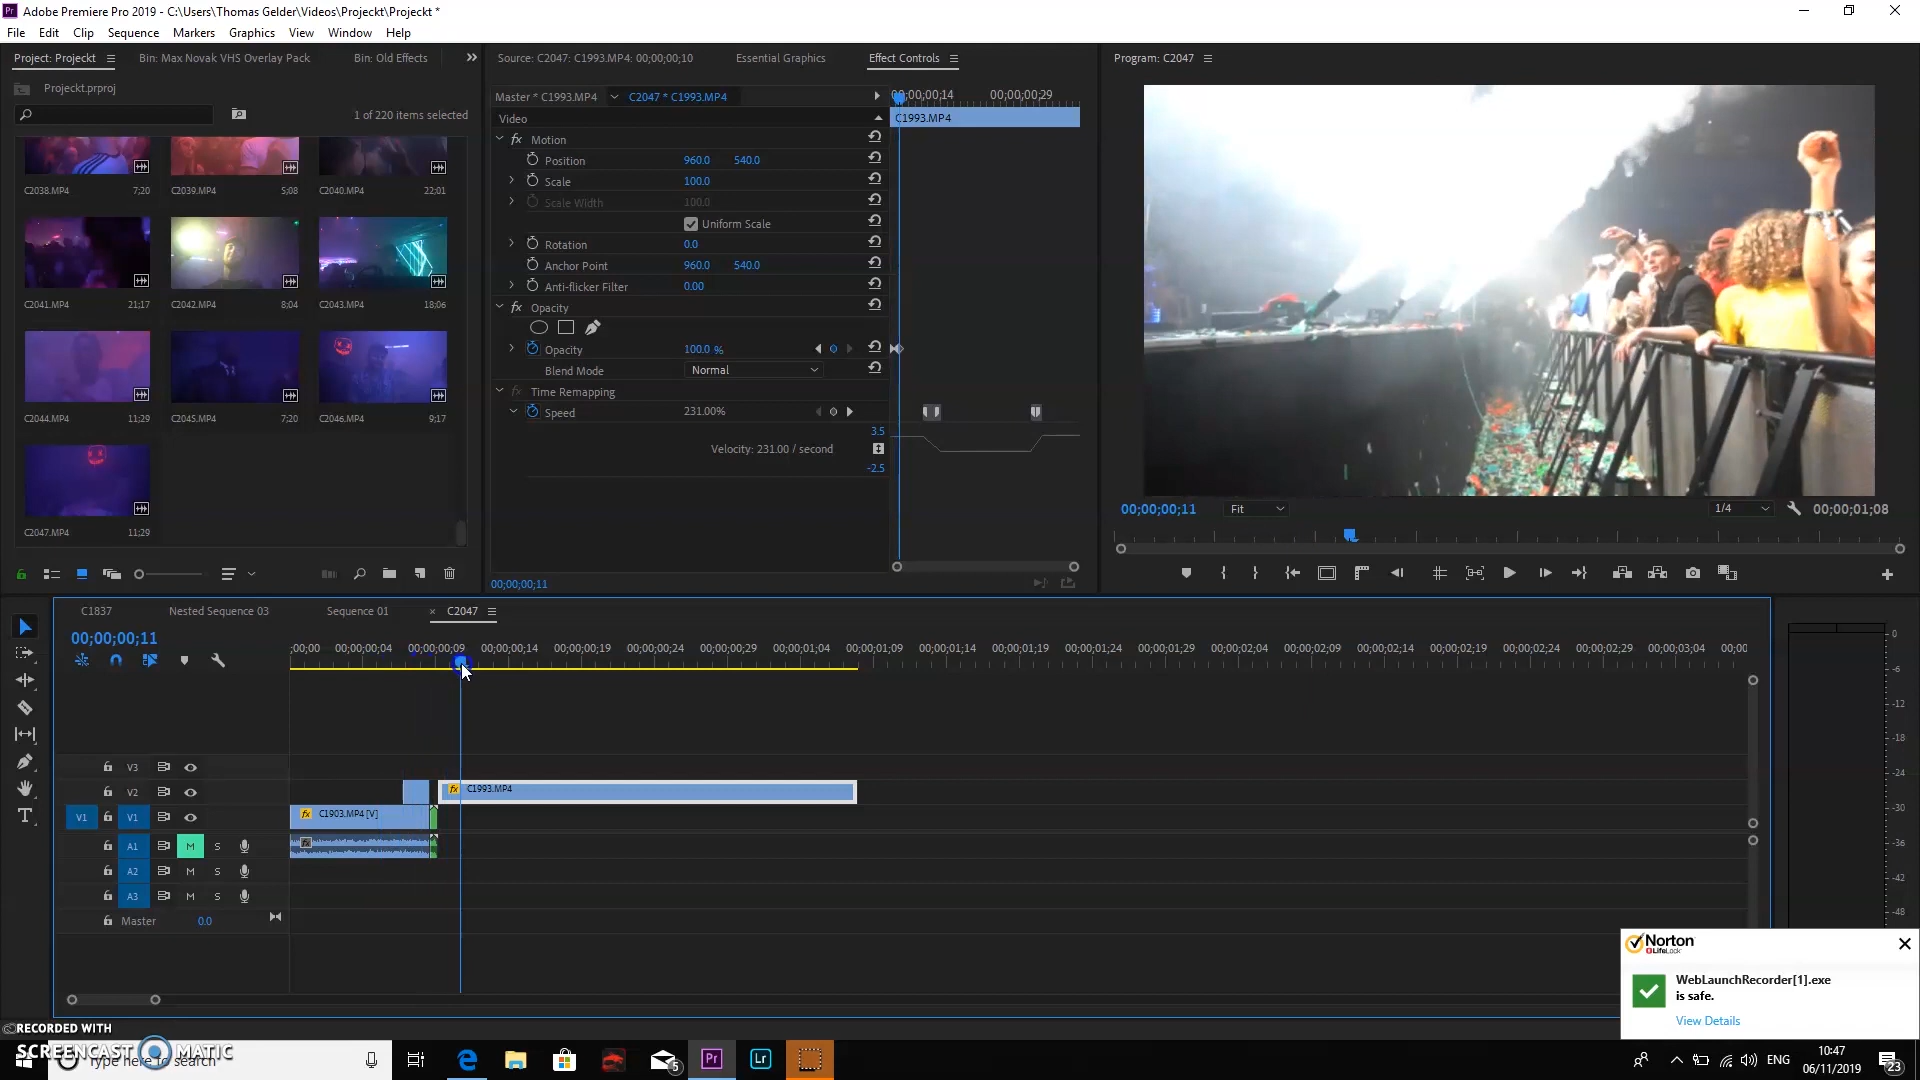 Adobe Premiere Pro 2019 - C:\Users\Thomas Gelder\Videos\Projeckt\Projeckt *
File Edit Clip Sequence Markers Graphics View Window Help
Project: Projeckt Bin: Max Novak VHS Overlay Pack Bin: Old Effects
Projeckt.prproj
1 of 220 items selected
C2038.MP4 7;20 C2039.MP4 5;08 C2040.MP4 22;01
C2041.MP4 21;17 C2042.MP4 8;04 C2043.MP4 18;06
C2044.MP4 11;29 C2045.MP4 7;20 C2046.MP4 9;17
C2047.MP4 11;29
Source: C2047: C1993.MP4: 00;00;00;10 Essential Graphics Effect Controls
Master * C1993.MP4 C2047 * C1993.MP4
00;00;00;14 00;00;00;29
Video C1993.MP4
fx Motion
Position 960.0 540.0
Scale 100.0
Scale Width 100.0
Uniform Scale
Rotation 0.0
Anchor Point 960.0 540.0
Anti-flicker Filter 0.00
fx Opacity
Opacity 100.0 %
Blend Mode Normal
fx Time Remapping
Speed 231.00%
3.5
Velocity: 231.00 / second
-2.5
00;00;00;11
Program: C2047
00;00;00;11 Fit 1/4 00;00;01;08
C1837 Nested Sequence 03 Sequence 01 × C2047
00;00;00;11
;00;00 00;00;00;04 00;00;00;09 00;00;00;14 00;00;00;19 00;00;00;24 00;00;00;29 00;00;01;04 00;00;01;09 00;00;01;14 00;00;01;19 00;00;01;24 00;00;01;29 00;00;02;04 00;00;02;09 00;00;02;14 00;00;02;19 00;00;02;24 00;00;02;29 00;00;03;04 00;00
V3
V2 fx C1993.MP4
V1 V1 fx C1903.MP4 [V]
A1 M S fx
A2 M S
A3 M S
Master 0.0
0
-6
-12
-18
-24
-30
-36
-42
-48
Norton
LifeLock
WebLaunchRecorder[1].exe
is safe.
View Details
RECORDED WITH
SCREENCAST MATIC
Type here to search
Pr Lr 5
ENG
10:47
06/11/2019
23